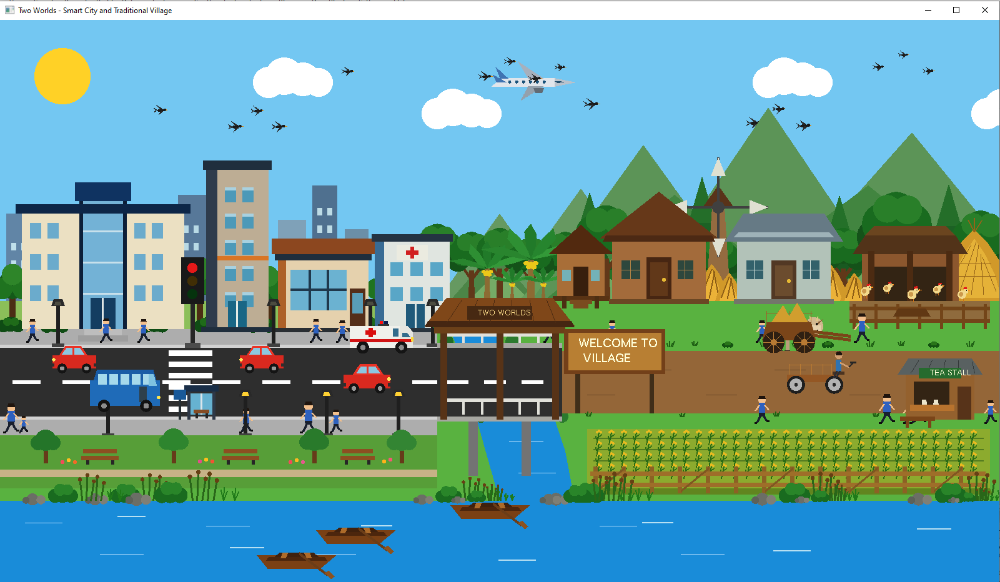 Two Worlds - Smart City and Traditional Village
TWO WORLDS
WELCOME TO
VILLAGE
TEA STALL